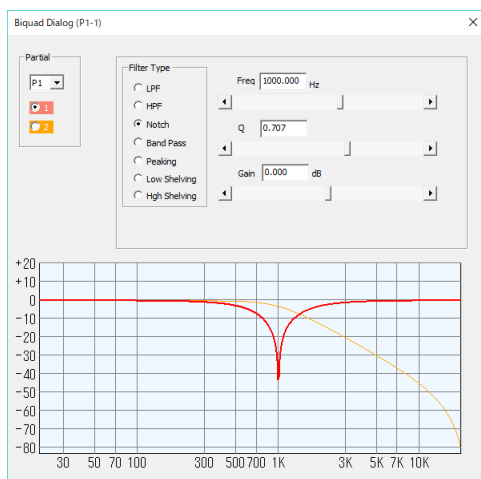 Biquad Dialog (P1-1)
Partial
P1
1
2
Filter Type
LPF
HPF
Notch
Band Pass
Peaking
Low Shelving
Hgh Shelving
Freq 1000.000 Hz
Q 0.707
Gain 0.000 dB
+20
+10
0
-10
-20
-30
-40
-50
-60
-70
-80
30 50 70 100 300 500 700 1K 3K 5K 7K 10K